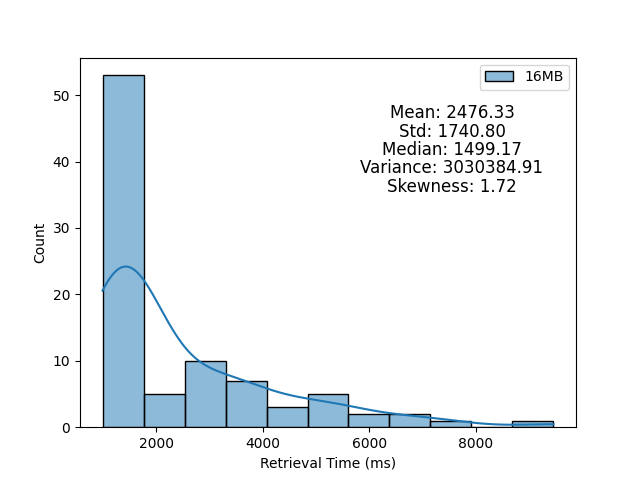 16MB
Mean: 2476.33
Std: 1740.80
Median: 1499.17
Variance: 3030384.91
Skewness: 1.72
50
40
30
20
10
0
Count
2000 4000 6000 8000
Retrieval Time (ms)